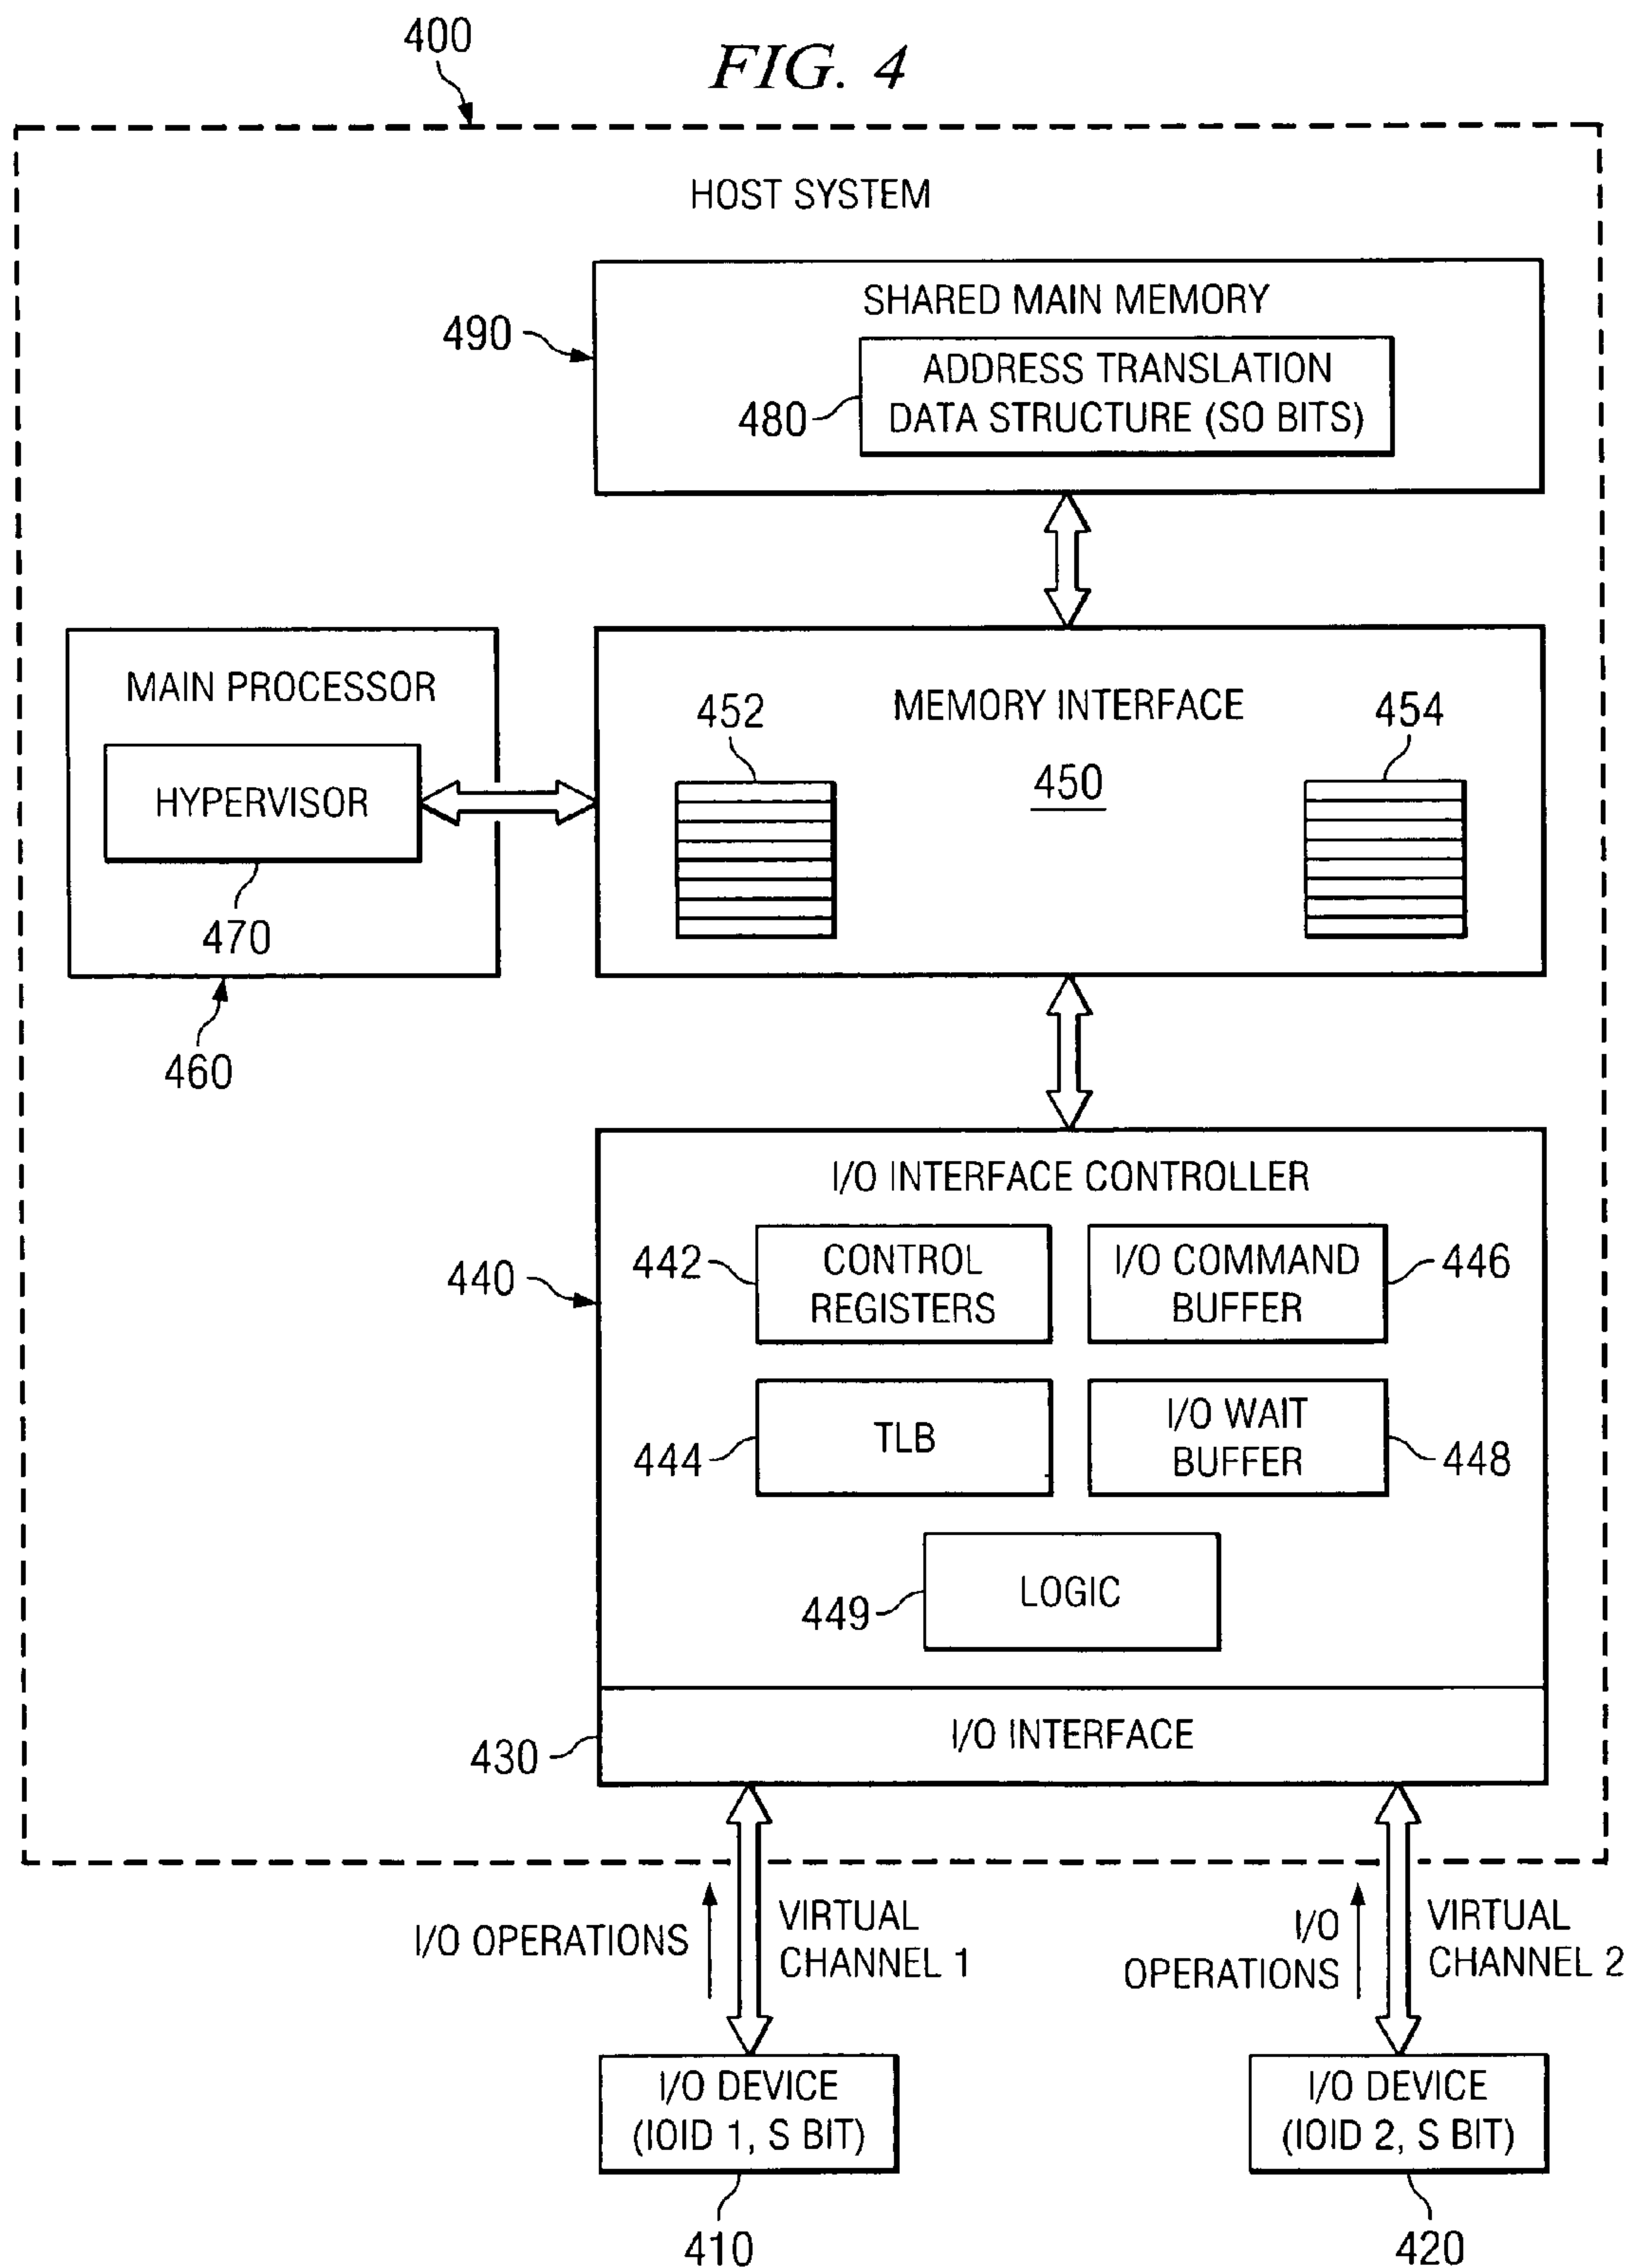 FIG. 4
400
HOST SYSTEM
SHARED MAIN MEMORY
490
ADDRESS TRANSLATION
DATA STRUCTURE (SO BITS)
480
MAIN PROCESSOR
HYPERVISOR
470
460
MEMORY INTERFACE
450
452
454
I/O INTERFACE CONTROLLER
440
442
CONTROL
REGISTERS
I/O COMMAND
BUFFER
446
444
TLB
I/O WAIT
BUFFER
448
449
LOGIC
430
I/O INTERFACE
I/O OPERATIONS
VIRTUAL
CHANNEL 1
I/O
OPERATIONS
VIRTUAL
CHANNEL 2
I/O DEVICE
(IOID 1, S BIT)
410
I/O DEVICE
(IOID 2, S BIT)
420